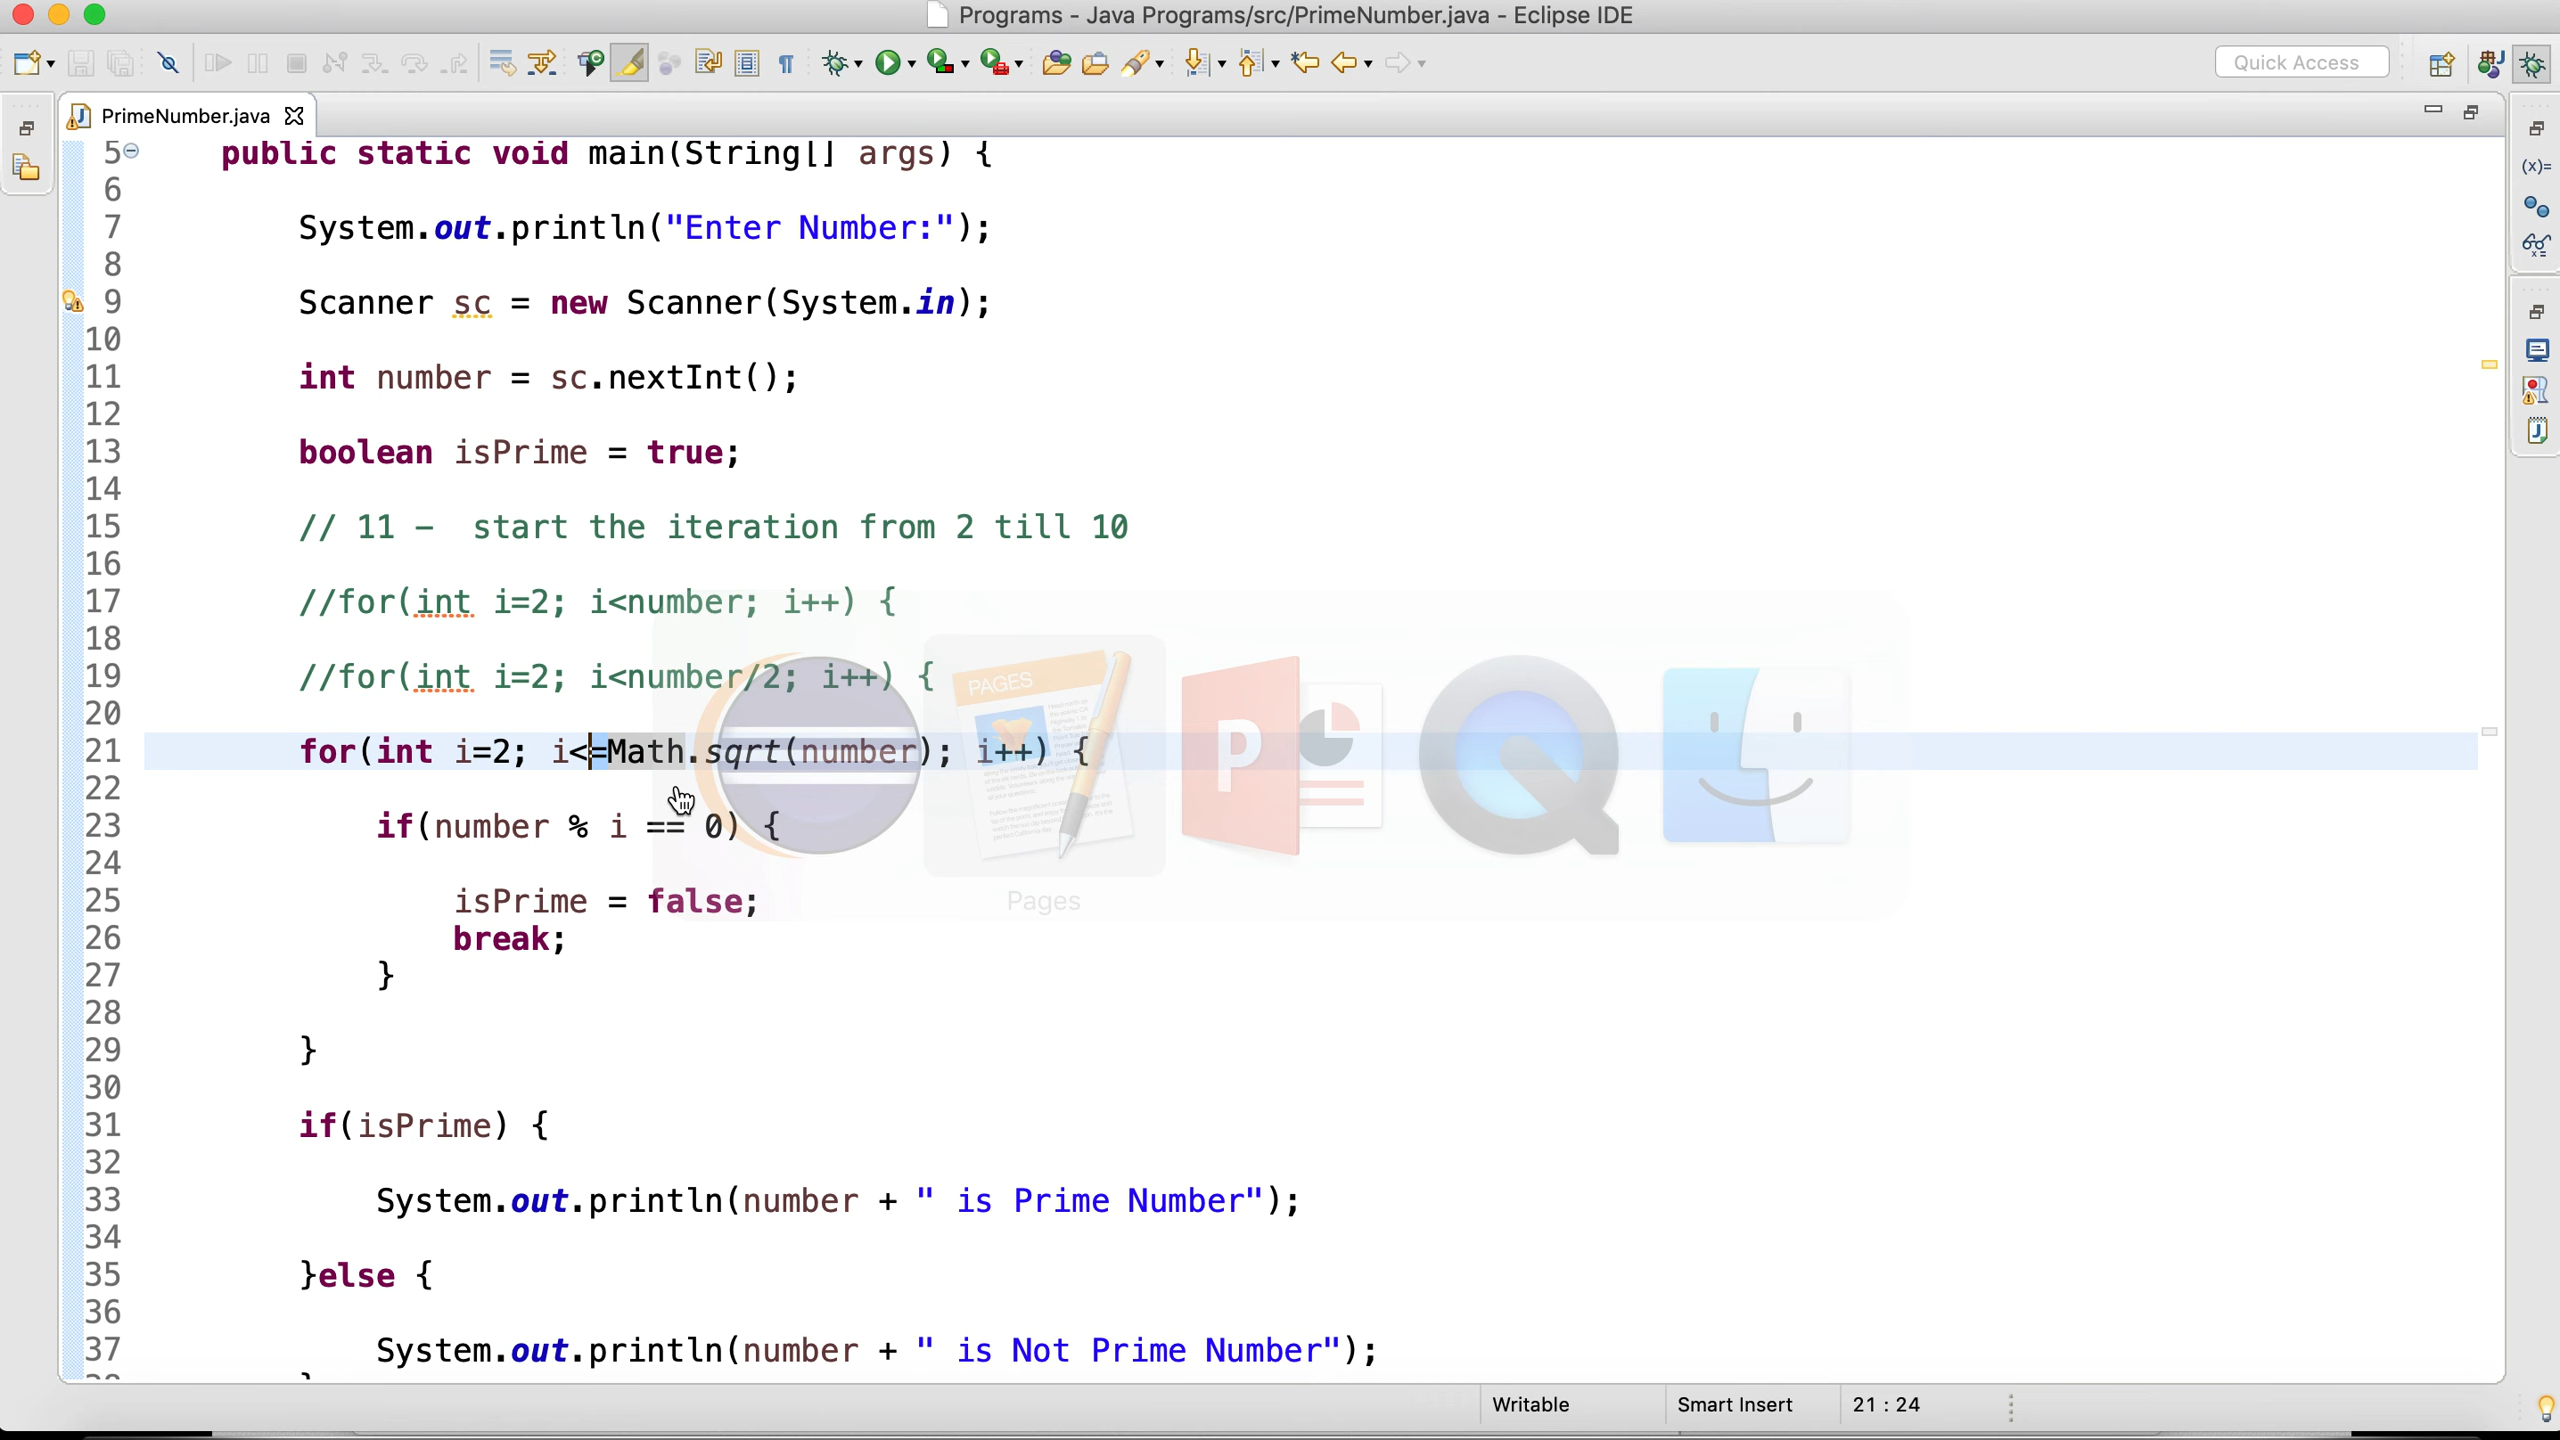 Programs - Java Programs/src/PrimeNumber.java - Eclipse IDE
Quick Access
PrimeNumber.java
5 public static void main(String[] args) {
6
7 System.out.println("Enter Number:");
8
9 Scanner sc = new Scanner(System.in);
10
11 int number = sc.nextInt();
12
13 boolean isPrime = true;
14
15 // 11 - start the iteration from 2 till 10
16
17 //for(int i=2; i<number; i++) {
18
19 //for(int i=2; i<number/2; i++) {
20
21 for(int i=2; i<=Math.sqrt(number); i++) {
22
23 if(number % i == 0) {
24
25 isPrime = false;
26 break;
27 }
28
29 }
30
31 if(isPrime) {
32
33 System.out.println(number + " is Prime Number");
34
35 }else {
36
37 System.out.println(number + " is Not Prime Number");
PAGES
P
Pages
Writable
Smart Insert
21 : 24